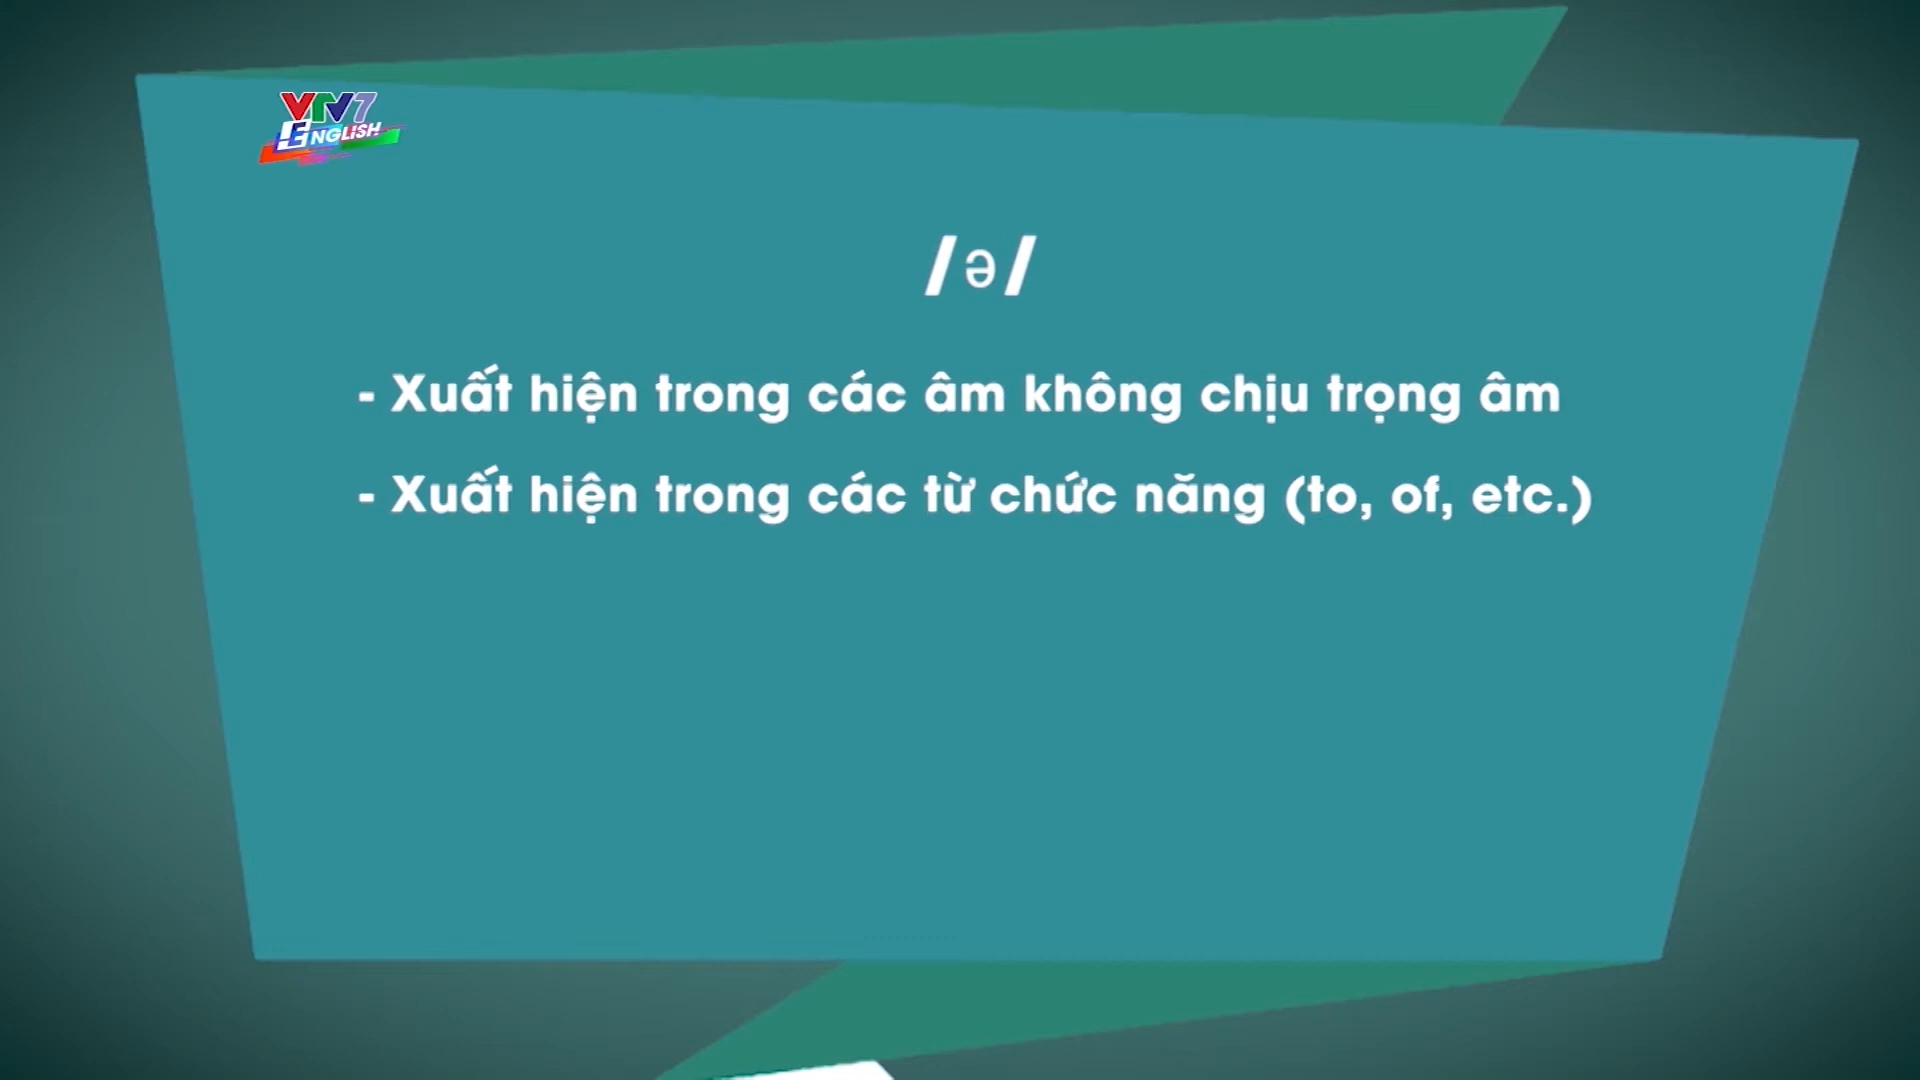 VTV7
ENGLISH
/ə/
- Xuất hiện trong các âm không chịu trọng âm
- Xuất hiện trong các từ chức năng (to, of, etc.)